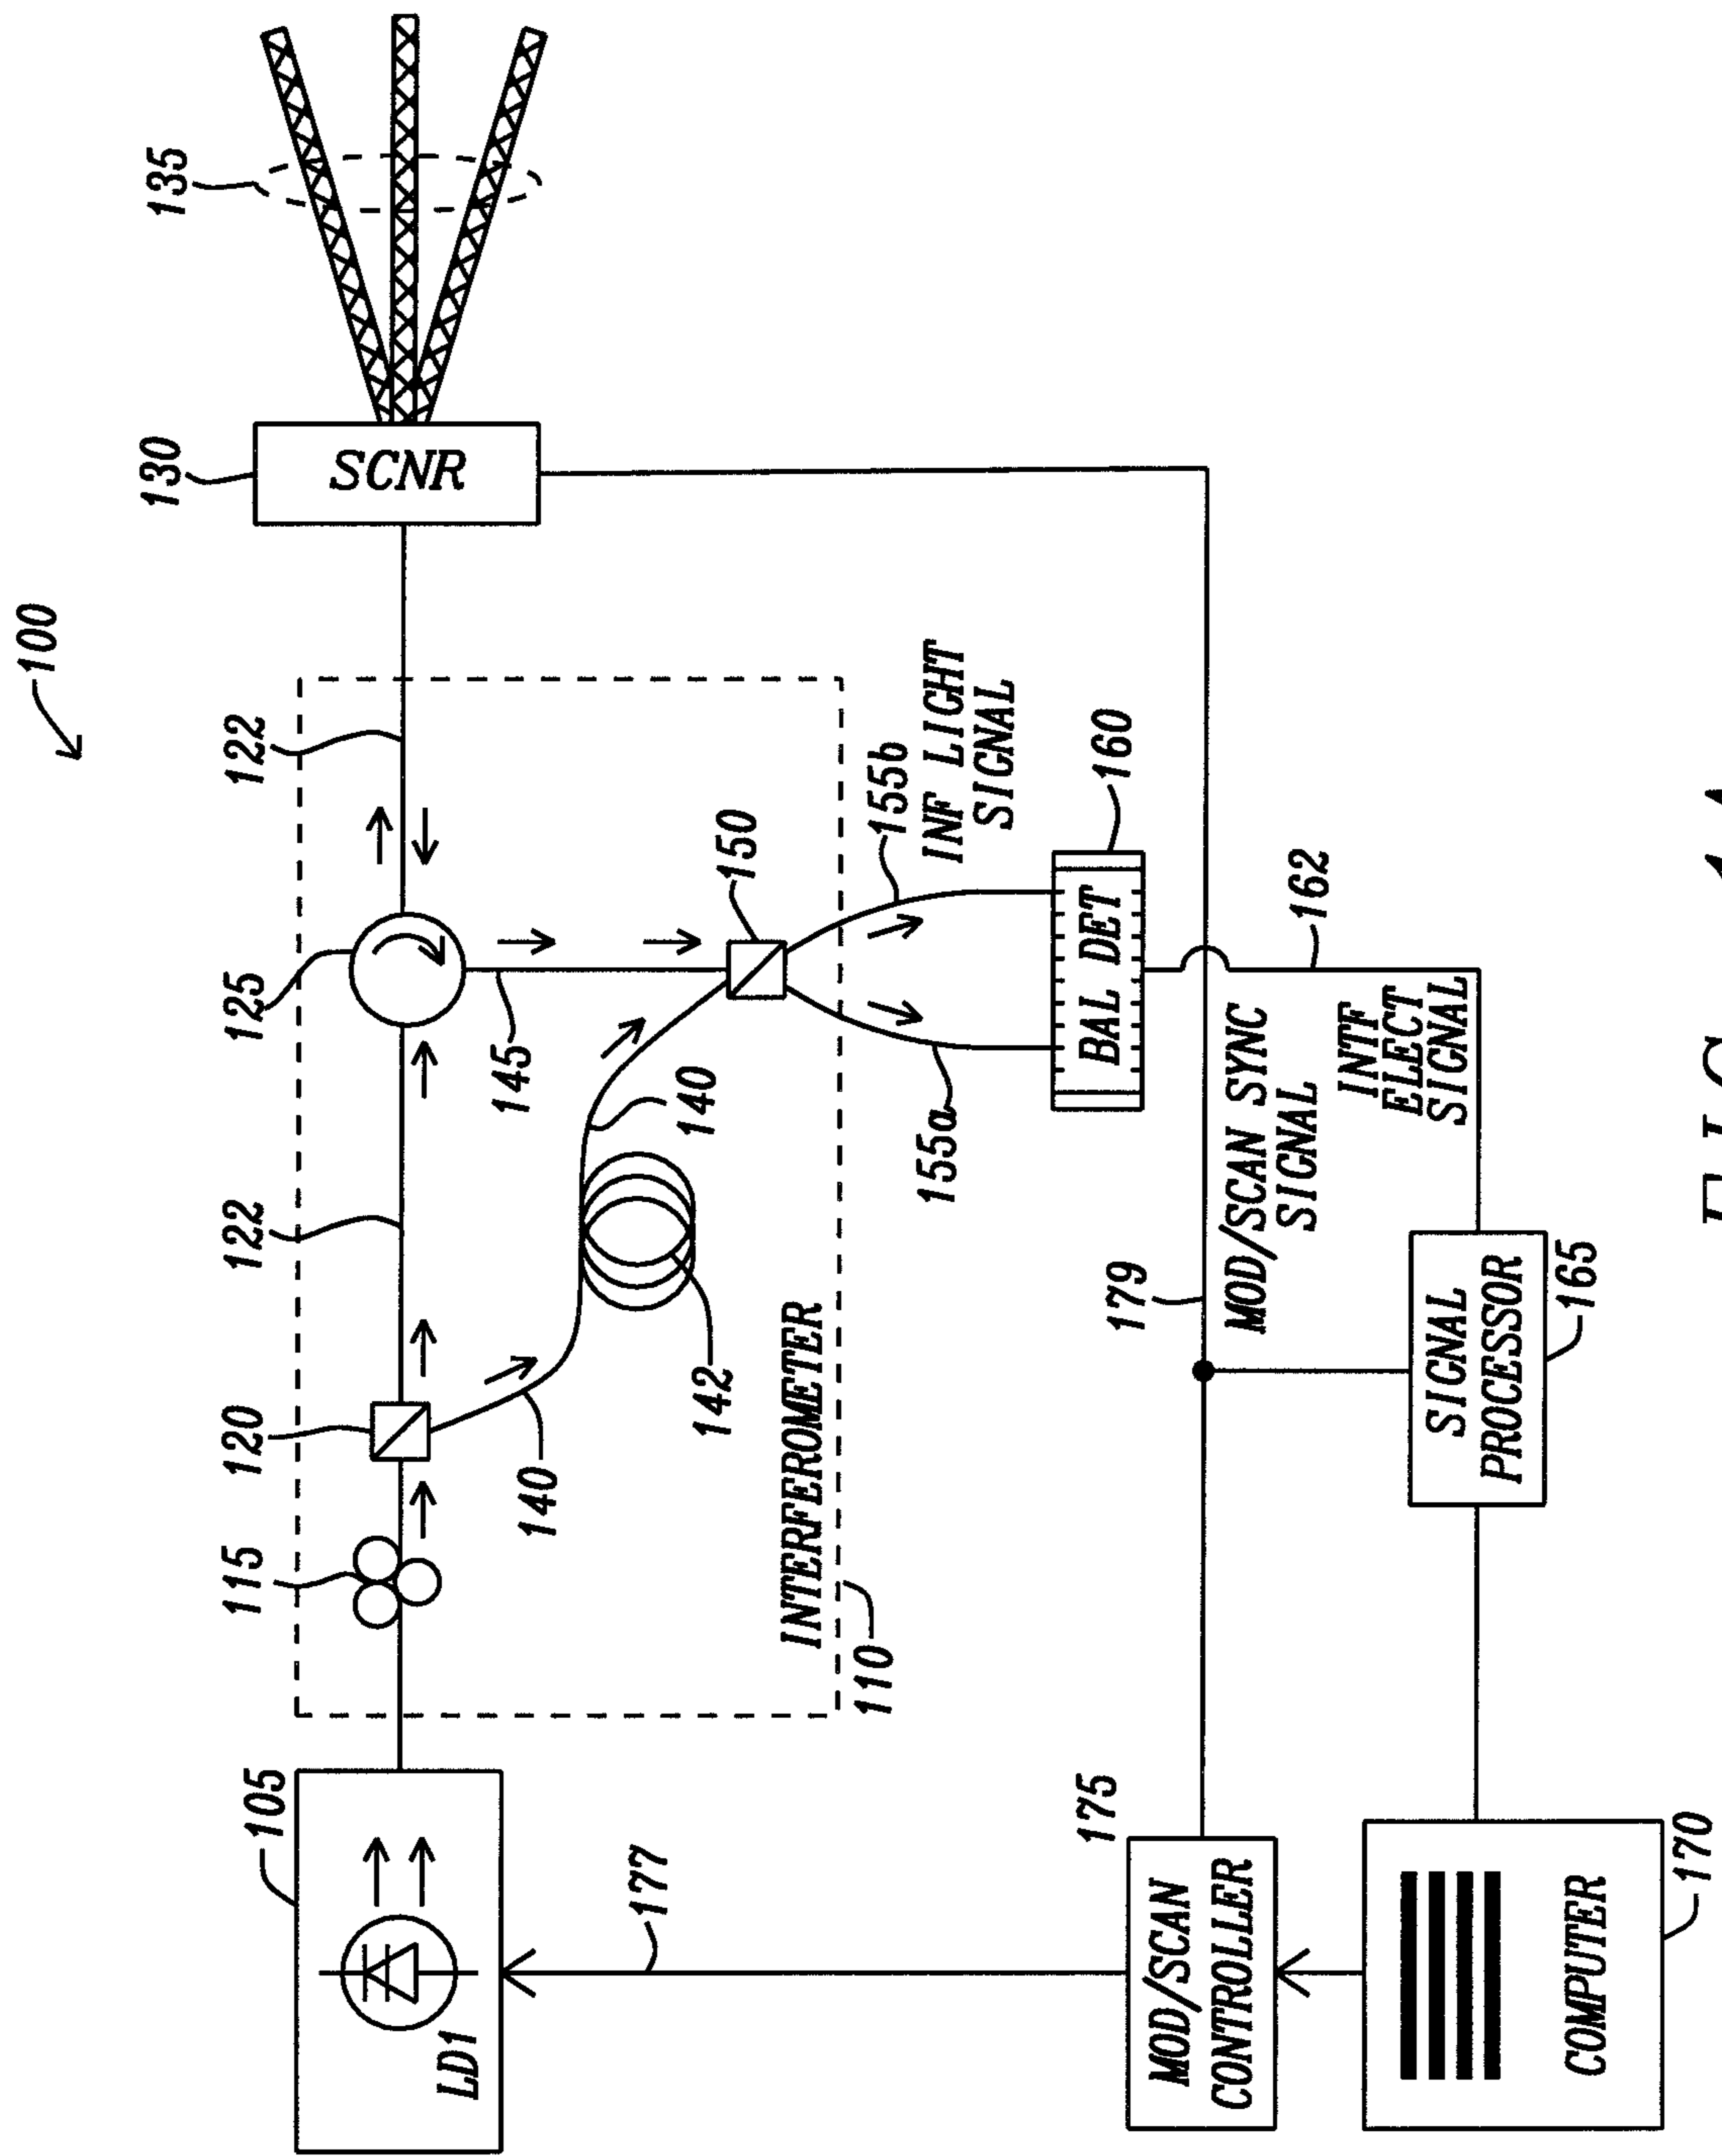 100
130
135
115
120
122
125
122
105
SCNR
LD1
140
145
177
142
140
150
INTERFEROMETER
110
155a
155b
INF LIGHT
SIGNAL
175
BAL DET
160
179
MOD/SCAN
CONTROLLER
MOD/SCAN SYNC
SIGNAL
162
INTF
ELECT
SIGNAL
SIGNAL
PROCESSOR
165
COMPUTER
170